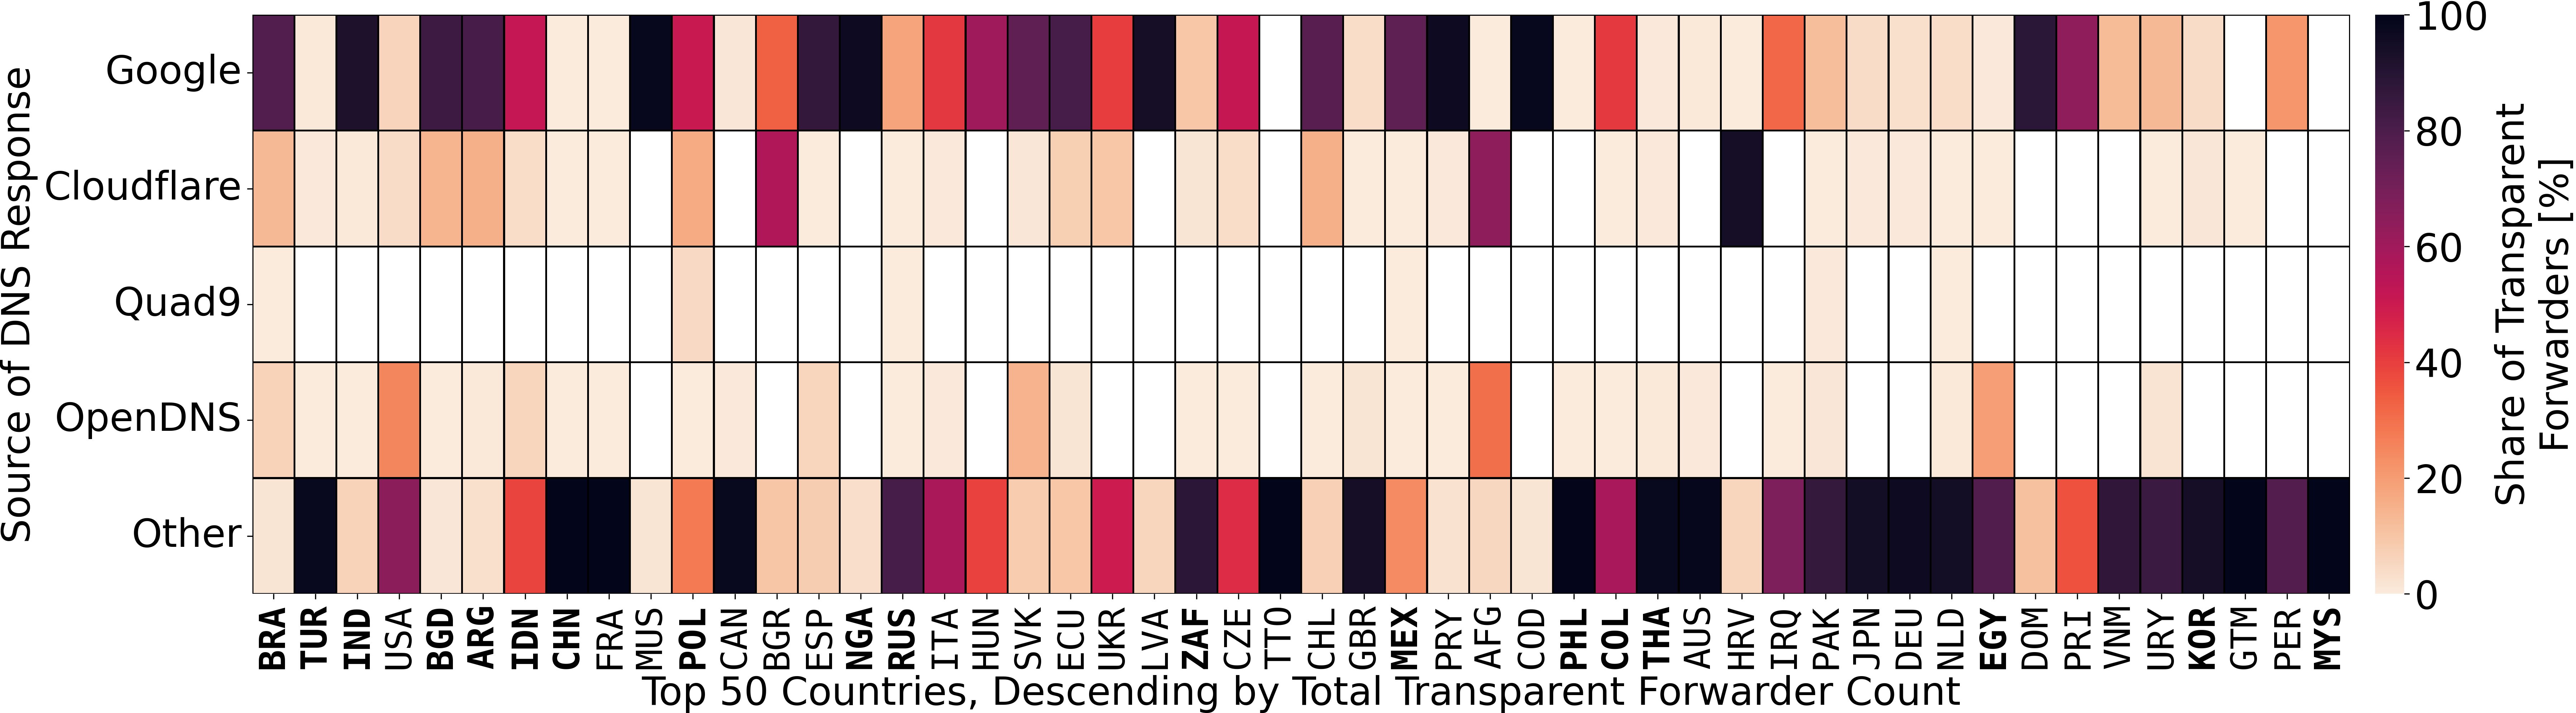 Source of DNS Response
Google
Cloudflare
Quad9
OpenDNS
Other
BRA
TUR
IND
USA
BGD
ARG
IDN
CHN
FRA
MUS
POL
CAN
BGR
ESP
NGA
RUS
ITA
HUN
SVK
ECU
UKR
LVA
ZAF
CZE
TTO
CHL
GBR
MEX
PRY
AFG
COD
PHL
COL
THA
AUS
HRV
IRQ
PAK
JPN
DEU
NLD
EGY
DOM
PRI
VNM
URY
KOR
GTM
PER
MYS
Top 50 Countries, Descending by Total Transparent Forwarder Count
100
80
60
40
20
0
Share of Transparent
Forwarders [%]